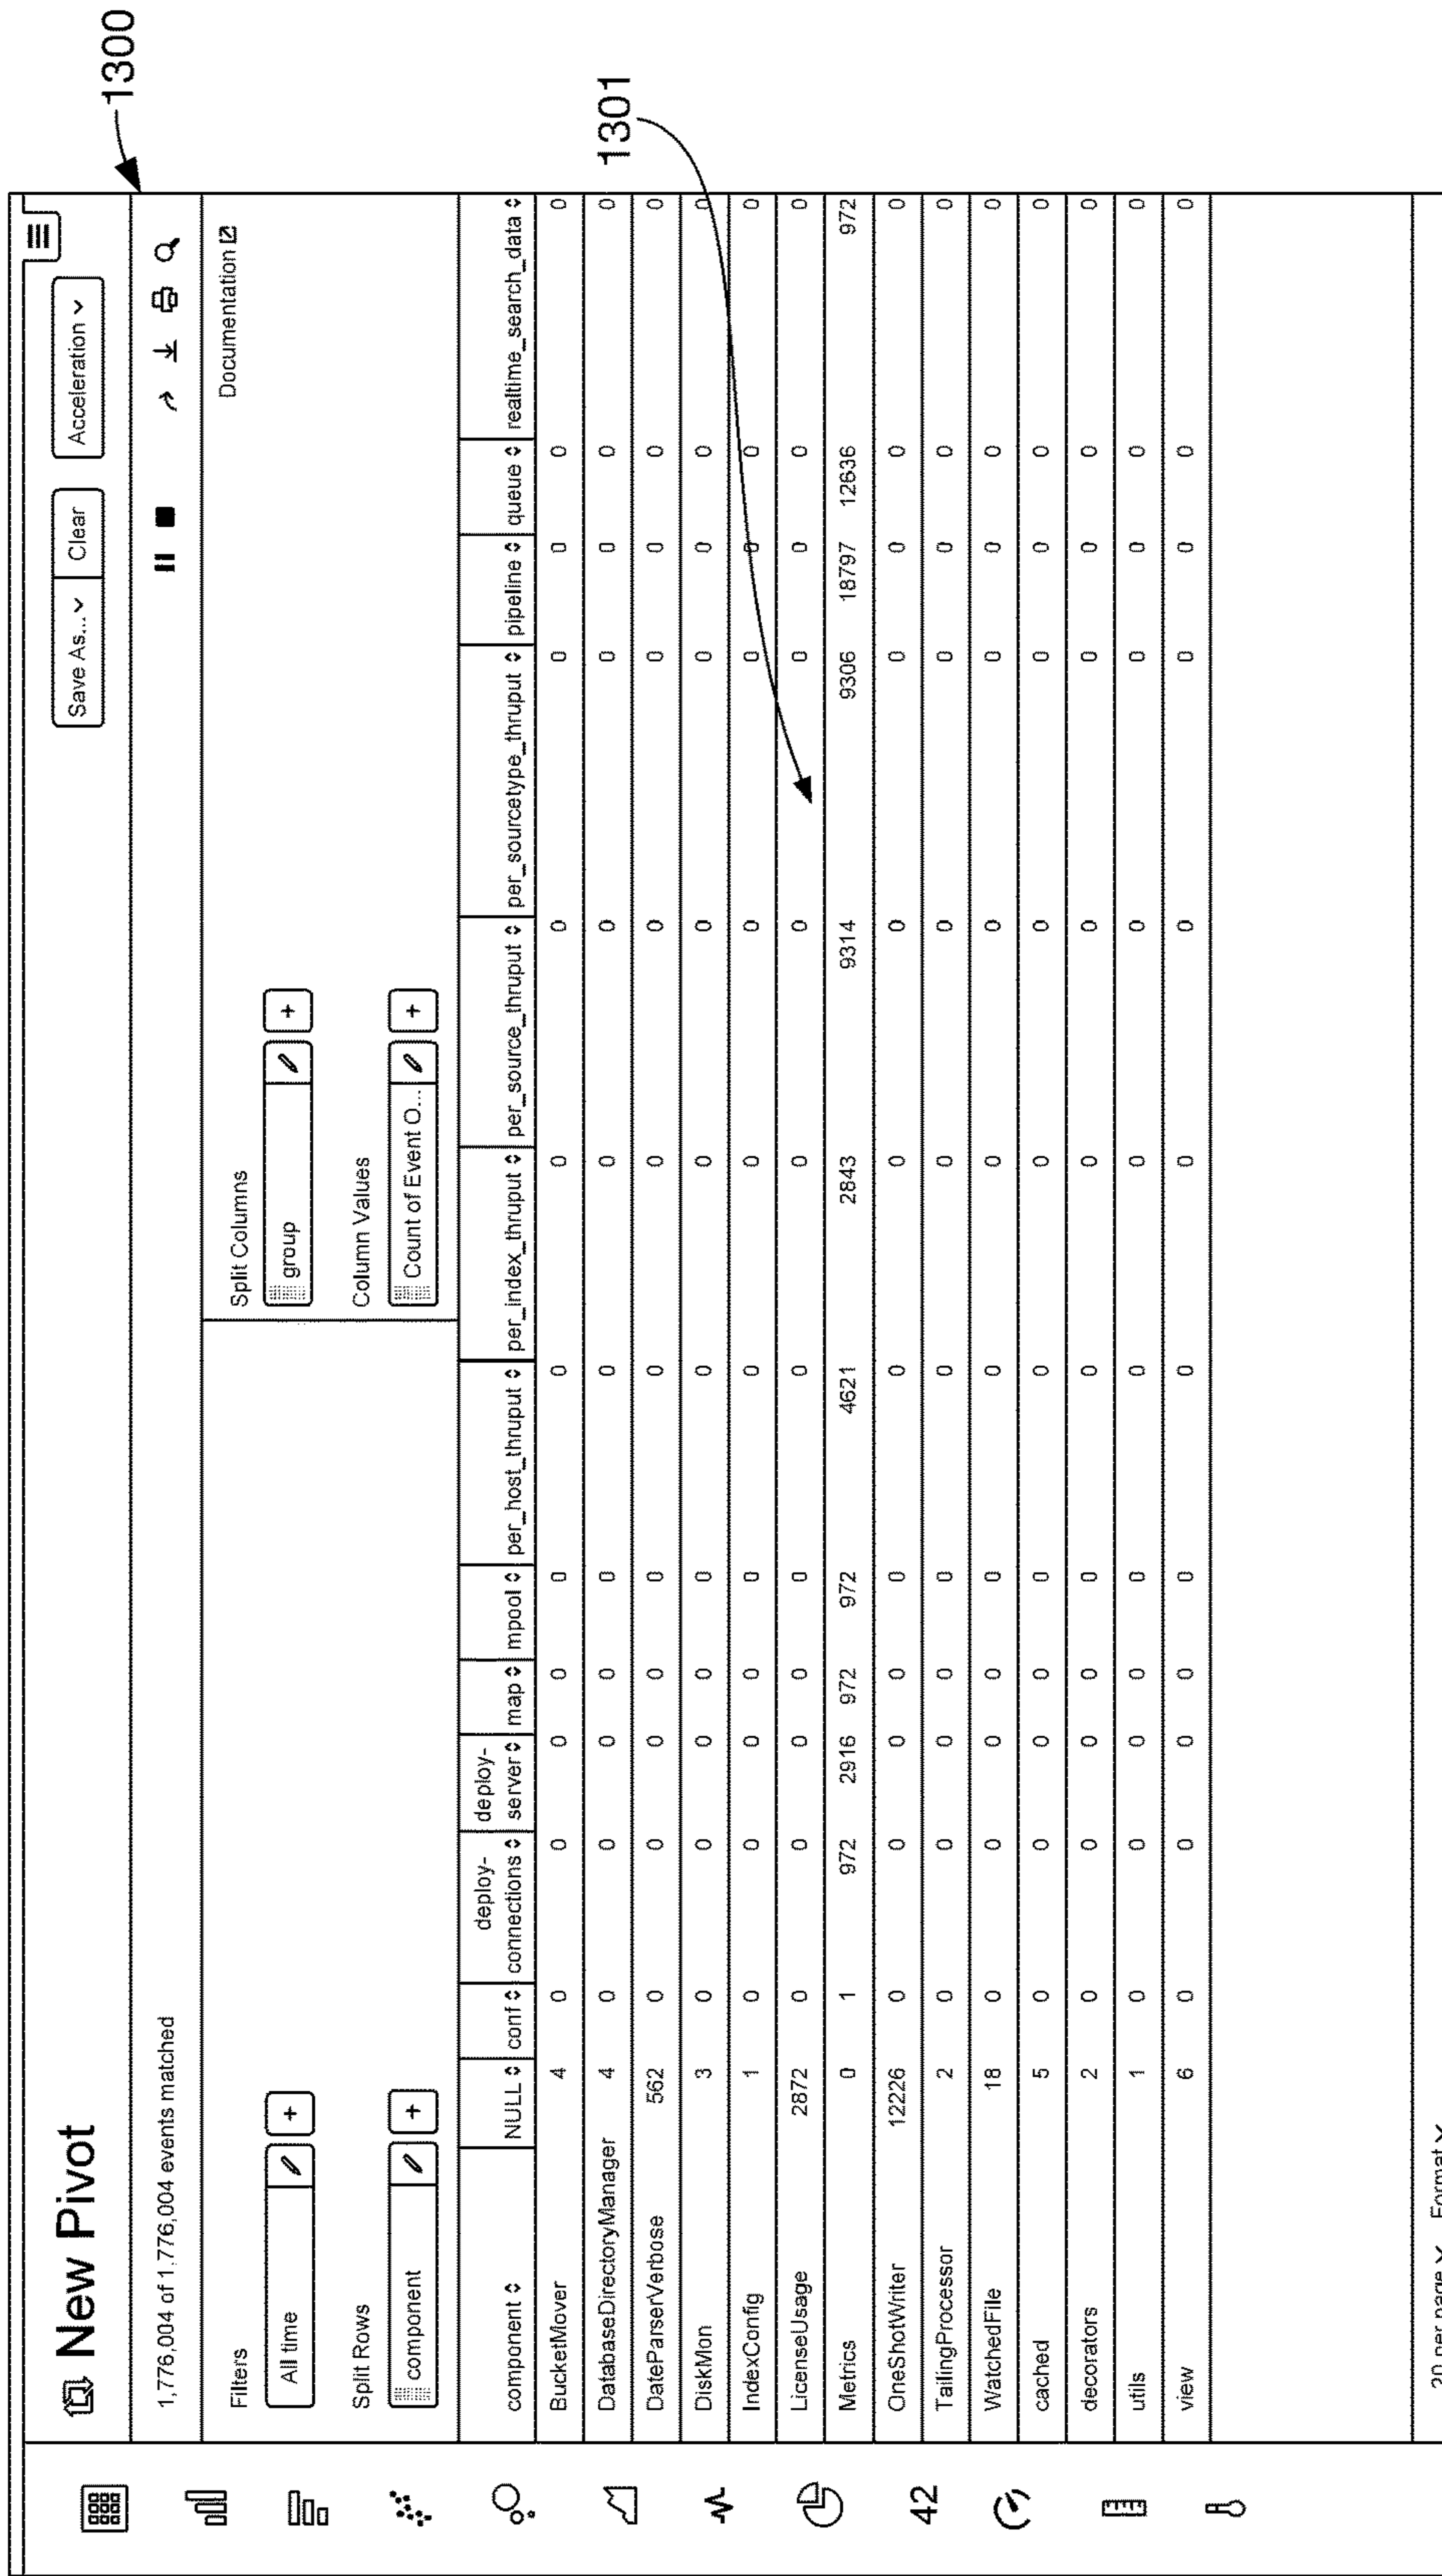 New Pivot
Save As... Clear Acceleration
1,776,004 of 1,776,004 events matched
Filters
Split Columns
Documentation
All time +
group +
Split Rows
Column Values
component +
Count of Event O... +
component NULL conf deploy-connections deploy-server map mpool per_host_thruput per_index_thruput per_source_thruput per_sourcetype_thruput pipeline queue realtime_search_data
BucketMover 4 0 0 0 0 0 0 0 0 0 0 0 0
DatabaseDirectoryManager 4 0 0 0 0 0 0 0 0 0 0 0 0
DateParserVerbose 562 0 0 0 0 0 0 0 0 0 0 0 0
DiskMon 3 0 0 0 0 0 0 0 0 0 0 0 0
IndexConfig 1 0 0 0 0 0 0 0 0 0 0 0 0
LicenseUsage 2872 0 0 0 0 0 0 0 0 0 0 0 0
Metrics 0 1 972 2916 972 972 4621 2843 9314 9306 18797 12636 972
OneShotWriter 12226 0 0 0 0 0 0 0 0 0 0 0 0
TailingProcessor 2 0 0 0 0 0 0 0 0 0 0 0 0
WatchedFile 18 0 0 0 0 0 0 0 0 0 0 0 0
cached 5 0 0 0 0 0 0 0 0 0 0 0 0
decorators 2 0 0 0 0 0 0 0 0 0 0 0 0
utils 1 0 0 0 0 0 0 0 0 0 0 0 0
view 6 0 0 0 0 0 0 0 0 0 0 0 0
20 per page Format
42
1300
1301